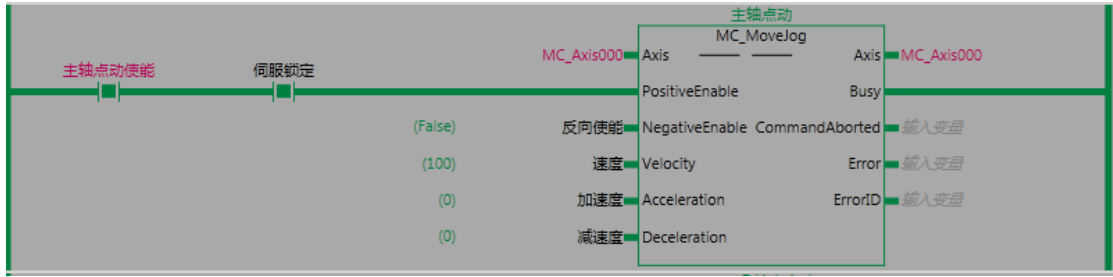 主轴点动
MC_MoveJog
MC_Axis000 Axis Axis MC_Axis000
主轴点动使能 伺服锁定
PositiveEnable Busy
(False) 反向使能 NegativeEnable CommandAborted 输入变量
(100) 速度 Velocity Error 输入变量
(0) 加速度 Acceleration ErrorID 输入变量
(0) 减速度 Deceleration